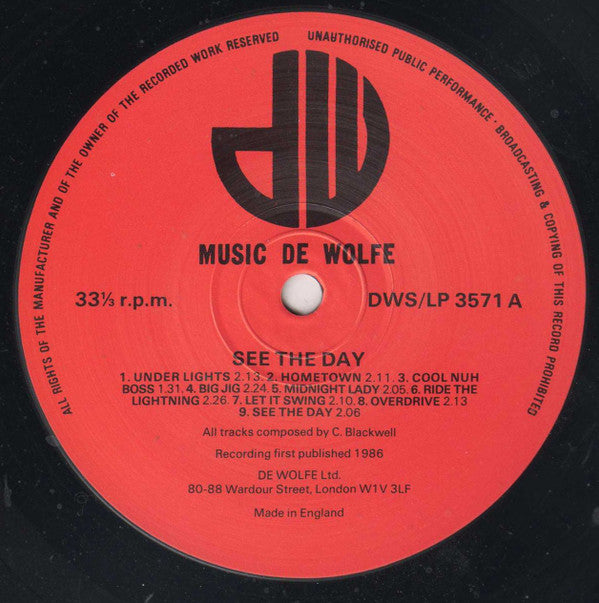 ALL RIGHTS OF THE MANUFACTURER AND OF THE OWNER OF THE RECORDED WORK RESERVED
UNAUTHORISED PUBLIC PERFORMANCE · BROADCASTING & COPYING OF THIS RECORD PROHIBITED
dW
MUSIC DE WOLFE
33⅓ r.p.m.
DWS/LP 3571 A
SEE THE DAY
1. UNDER LIGHTS 2.13. 2. HOMETOWN 2.11. 3. COOL NUH
BOSS 1.31. 4. BIG JIG 2.24. 5. MIDNIGHT LADY 2.05. 6. RIDE THE
LIGHTNING 2.26. 7. LET IT SWING 2.10. 8. OVERDRIVE 2.13
9. SEE THE DAY 2.06
All tracks composed by C. Blackwell
Recording first published 1986
DE WOLFE Ltd.
80-88 Wardour Street, London W1V 3LF
Made in England